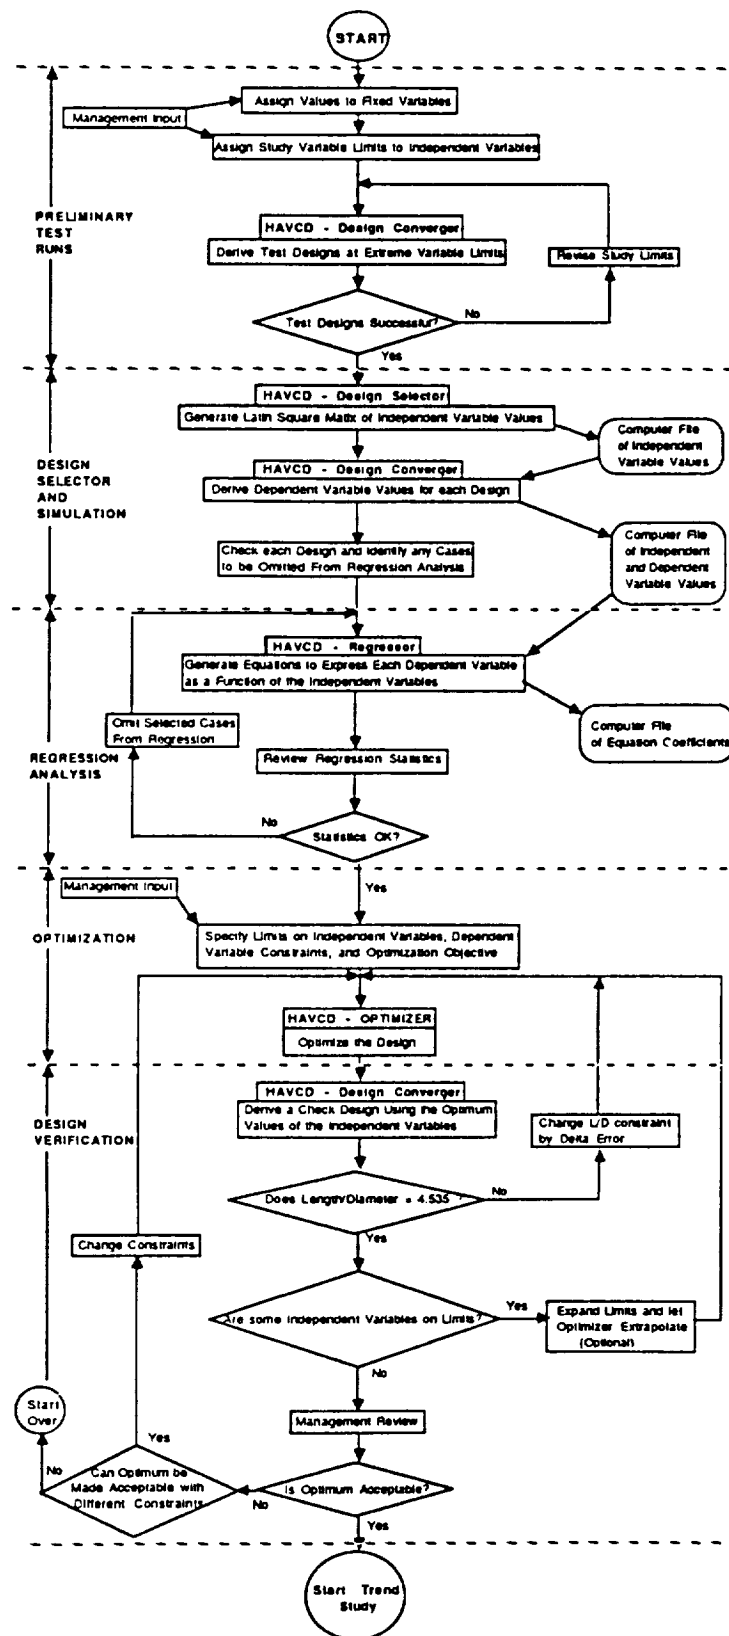 START
Assign Values to Fixed Variables
Management Input
Assign Study Variable Limits to Independent Variables
PRELIMINARY
TEST
RUNS
HAVCD - Design Converger
Derive Test Designs at Extreme Variable Limits
Revise Study Limits
Test Designs Successful?
No
Yes
HAVCD - Design Selector
Generate Latin Square Matix of Independent Variable Values
Computer File
of Independent
Variable Values
DESIGN
SELECTOR
AND
SIMULATION
HAVCD - Design Converger
Derive Dependent Variable Values for each Design
Computer File
of Independent
and Dependent
Variable Values
Check each Design and Identify any Cases
to be Omitted From Regression Analysis
HAVCD - Regressor
Generate Equations to Express Each Dependent Variable
as a Function of the Independent Variables
Omit Selected Cases
From Regression
Computer File
of Equation Coefficients
REGRESSION
ANALYSIS
Review Regression Statistics
No
Statistics OK?
Yes
Management Input
OPTIMIZATION
Specify Limits on Independent Variables, Dependent
Variable Constraints, and Optimization Objective
HAVCD - OPTIMIZER
Optimize the Design
DESIGN
VERIFICATION
HAVCD - Design Converger
Derive a Check Design Using the Optimum
Values of the Independent Variables
Change L/D constraint
by Delta Error
Does Length/Diameter = 4.535 ?
No
Yes
Change Constraints
Are some Independent Variables on Limits?
Yes
Expand Limits and let
Optimizer Extrapolate
(Optional)
No
Start
Over
Management Review
Yes
No
Can Optimum be
Made Acceptable with
Different Constraints
No
Is Optimum Acceptable?
Yes
Start Trend
Study